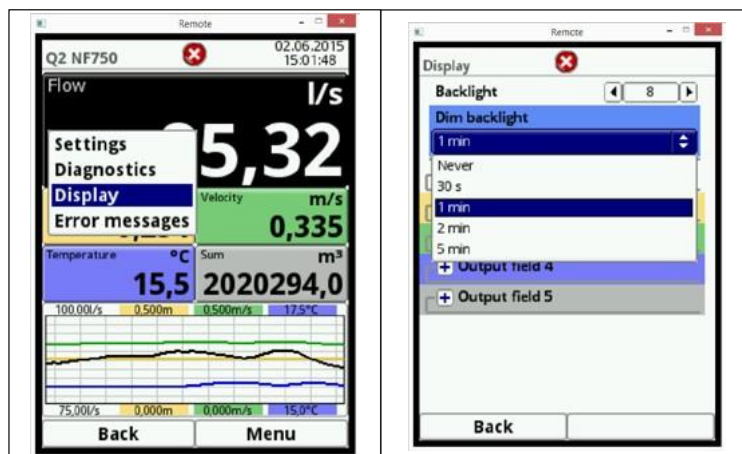 Remote
Q2 NF750
02.06.2015
15:01:48
Flow
l/s
5,32
Settings
Diagnostics
Display
Error messages
Velocity
m/s
0,335
Temperature
°C
15,5
Sum
m³
2020294,0
100,00l/s 0,500m 0,500m/s 17,5°C
75,00l/s 0,000m 0,000m/s 15,0°C
Back
Menu
Remote
Display
Backlight
8
Dim backlight
1 min
Never
30 s
1 min
2 min
5 min
Output field 4
Output field 5
Back